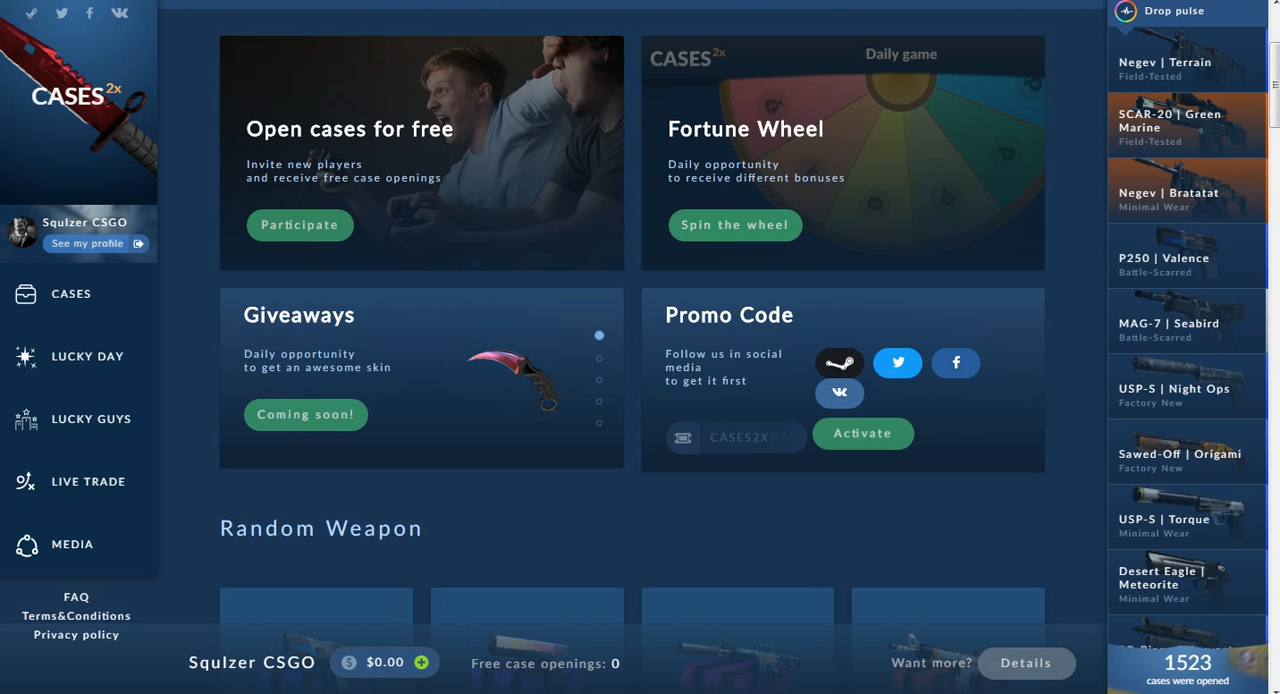 CASES2x
Squlzer CSGO
See my profile
CASES
LUCKY DAY
LUCKY GUYS
LIVE TRADE
MEDIA
FAQ
Terms&Conditions
Privacy policy
Open cases for free
Invite new players
and receive free case openings
Participate
CASES2x
Daily game
Fortune Wheel
Daily opportunity
to receive different bonuses
Spin the wheel
Giveaways
Daily opportunity
to get an awesome skin
Coming soon!
Promo Code
Follow us in social
media
to get it first
Activate
Random Weapon
Squlzer CSGO
$0.00
Free case openings: 0
Want more?
Details
Drop pulse
Negev | Terrain
Field-Tested
SCAR-20 | Green
Marine
Field-Tested
Negev | Bratatat
Minimal Wear
P250 | Valence
Battle-Scarred
MAG-7 | Seabird
Battle-Scarred
USP-S | Night Ops
Factory New
Sawed-Off | Origami
Factory New
USP-S | Torque
Minimal Wear
Desert Eagle |
Meteorite
Minimal Wear
1523
cases were opened